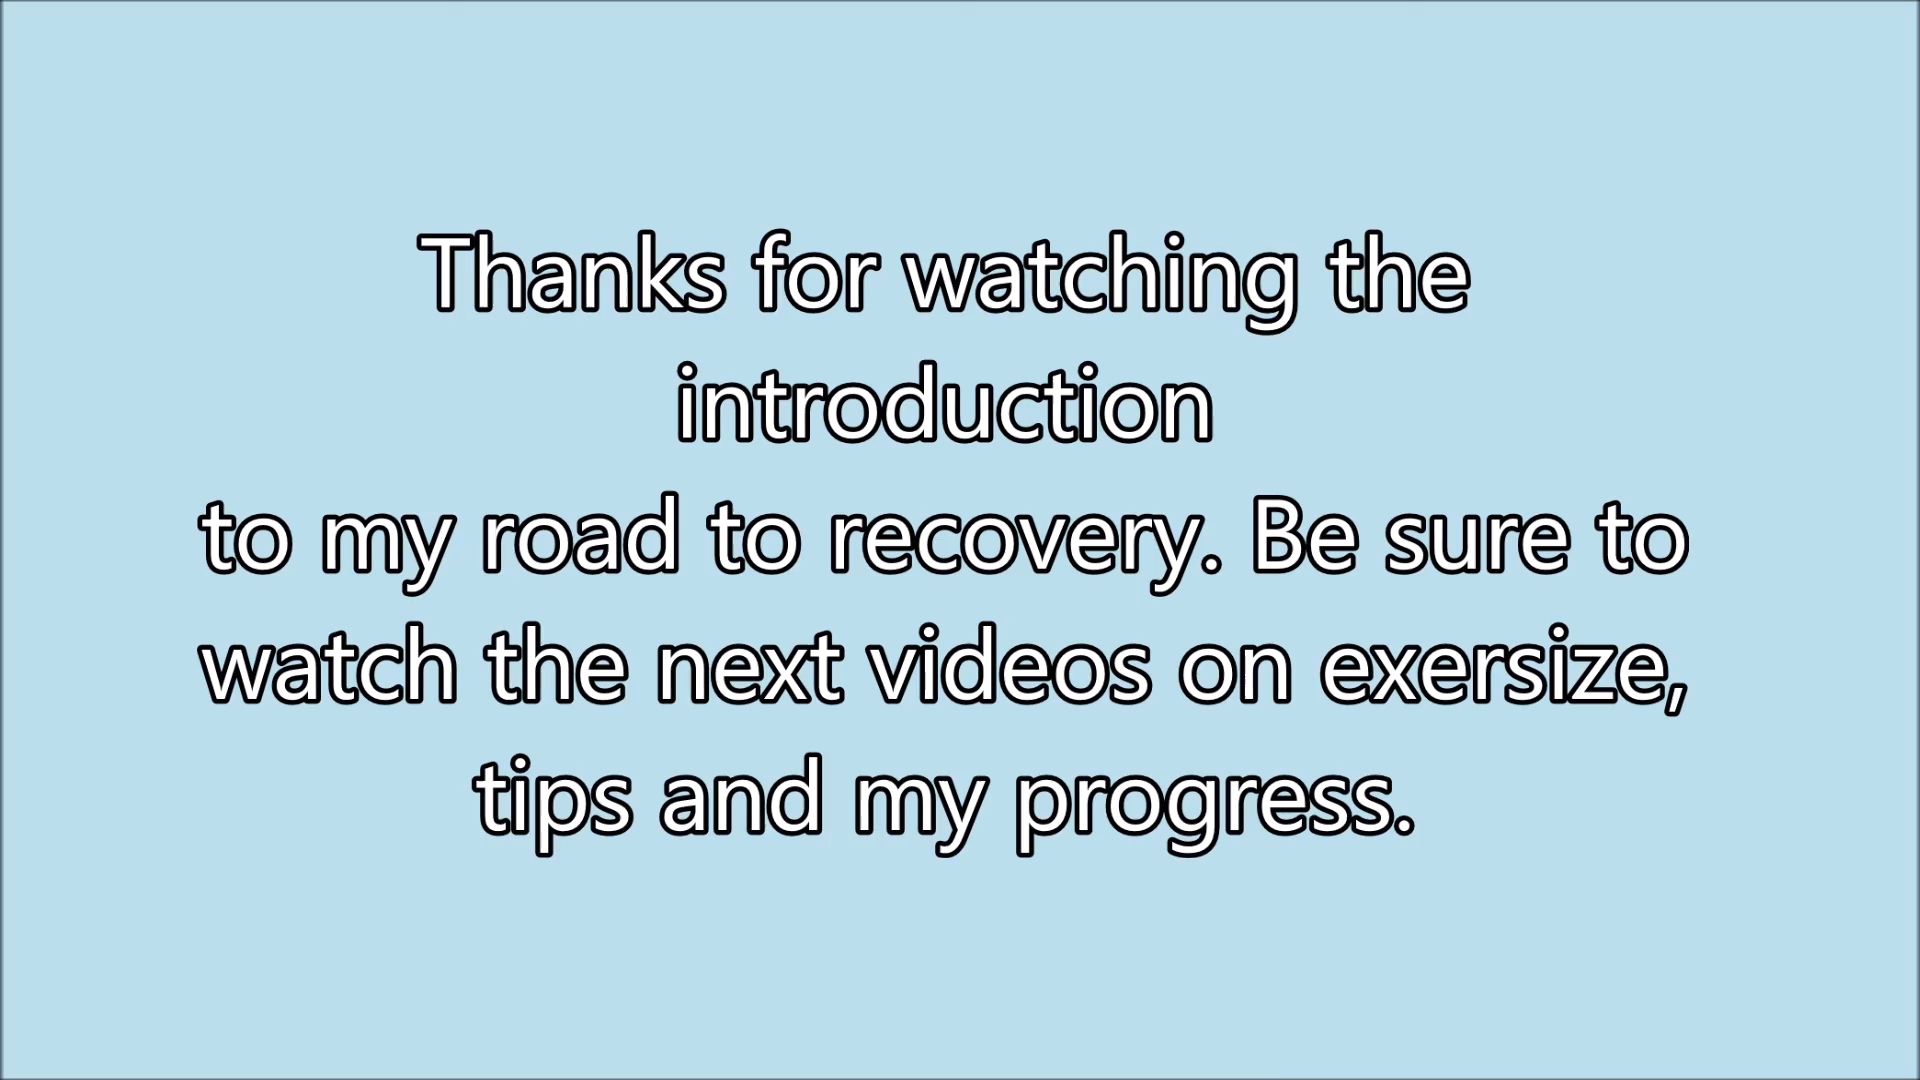 Thanks for watching the
introduction
to my road to recovery. Be sure to
watch the next videos on exersize,
tips and my progress.